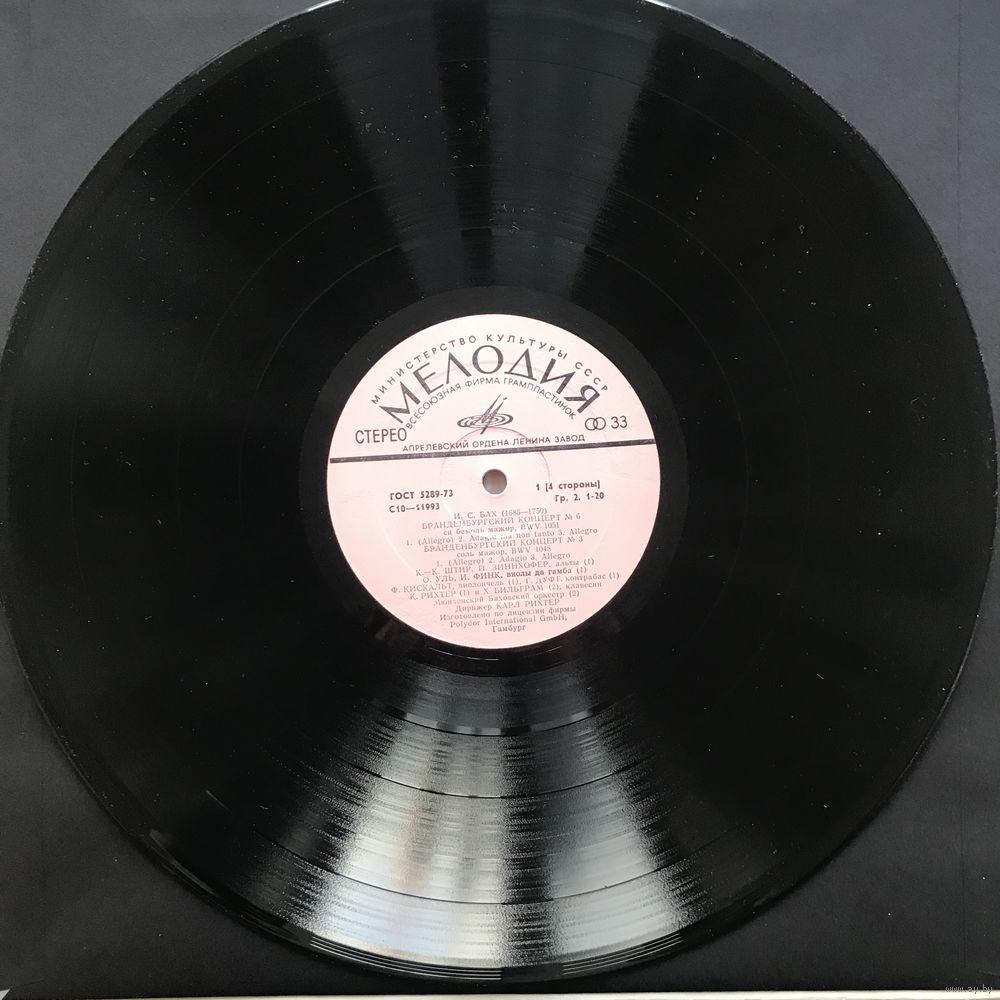 МИНИСТЕРСТВО КУЛЬТУРЫ СССР
МЕЛОДИЯ
ВСЕСОЮЗНАЯ ФИРМА ГРАМПЛАСТИНОК
СТЕРЕО
33
АПРЕЛЕВСКИЙ ОРДЕНА ЛЕНИНА ЗАВОД
ГОСТ 5289-73
1 [4 стороны]
С10—11993
Гр. 2. 1-20
И. С. БАХ (1685—1750)
БРАНДЕНБУРГСКИЙ КОНЦЕРТ № 6
си бемоль мажор, BWV 1051
1. (Allegro) 2. Adagio ma non tanto 3. Allegro
БРАНДЕНБУРГСКИЙ КОНЦЕРТ № 3
соль мажор, BWV 1048
1. (Allegro) 2. Adagio 3. Allegro
К.—К. ШТИР, Й. ЗИННХОФЕР, альты (1)
О. УЛЬ, И. ФИНК, виолы да гамба (1)
Ф. КИСКАЛЬТ, виолончель (1), Г. ДУФТ, контрабас (1)
К. РИХТЕР (1) и Х. БИЛЬГРАМ (2), клавесин
Мюнхенский Баховский оркестр (2)
Дирижер КАРЛ РИХТЕР
Изготовлено по лицензии фирмы
Polydor International GmbH,
Гамбург
www.ay.by